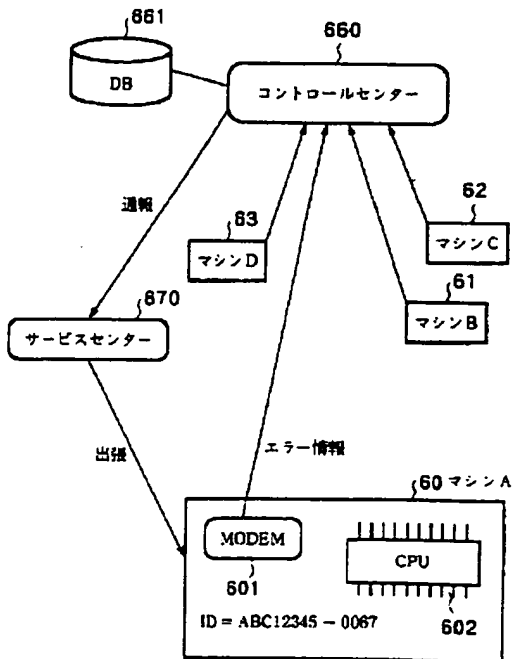 661
660
DB
コントロールセンター
通報
63
マシンD
62
マシンC
61
マシンB
670
サービスセンター
出張
エラー情報
60 マシンA
MODEM
601
CPU
602
ID = ABC12345 - 0067